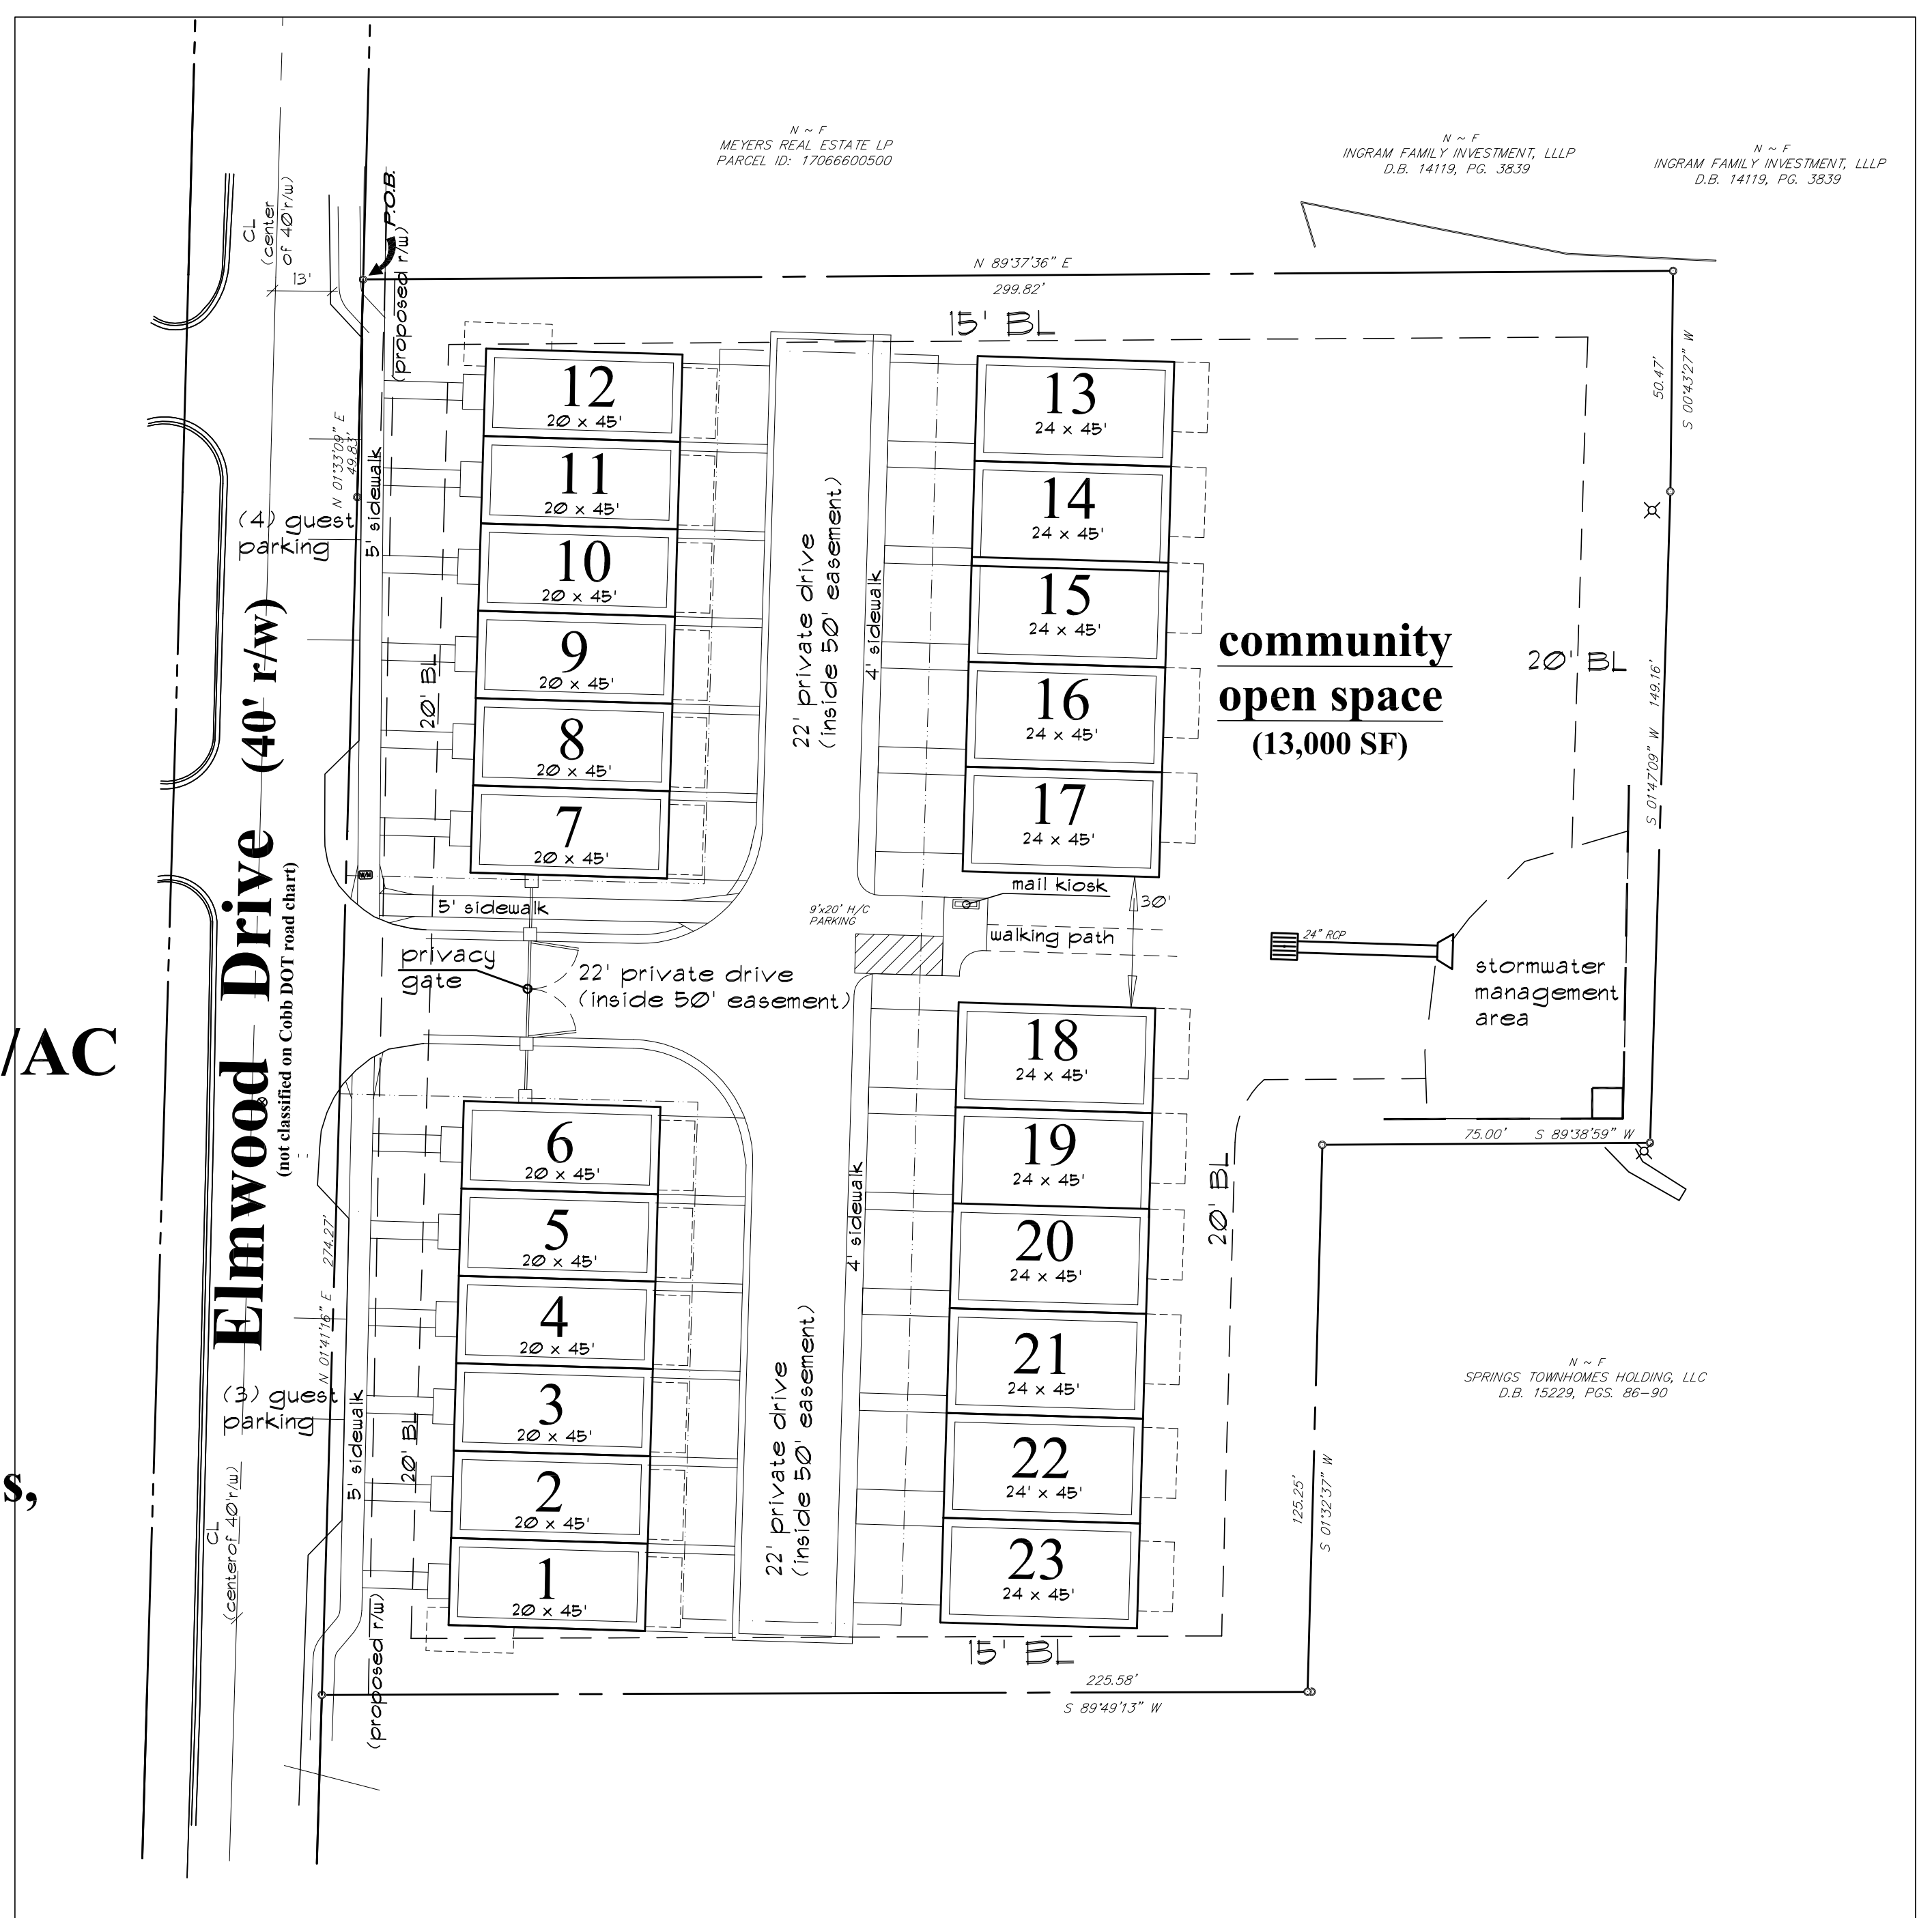 N ~ F
MEYERS REAL ESTATE LP
PARCEL ID: 17066600500
N ~ F
INGRAM FAMILY INVESTMENT, LLLP
D.B. 14119, PG. 3839
N ~ F
INGRAM FAMILY INVESTMENT, LLLP
D.B. 14119, PG. 3839
P.O.B.
CL
(center
of 40'r/w)
13'
(proposed r/w)
N 89°37'36" E
299.82'
15' BL
50.47'
S 00°43'27" W
N 01°33'09" E
49.83'
5' sidewalk
(4) guest
parking
20' BL
12
20 x 45'
11
20 x 45'
10
20 x 45'
9
20 x 45'
8
20 x 45'
7
20 x 45'
22' private drive
(inside 50' easement)
4' sidewalk
13
24 x 45'
14
24 x 45'
15
24 x 45'
16
24 x 45'
17
24 x 45'
community
open space
(13,000 SF)
20' BL
S 01°47'09" W 149.16'
Elmwood Drive (40' r/w)
(not classified on Cobb DOT road chart)
/AC
s,
5' sidewalk
privacy
gate
22' private drive
(inside 50' easement)
9'x20' H/C
PARKING
mail kiosk
30'
walking path
24" RCP
stormwater
management
area
75.00' S 89°38'59" W
6
20 x 45'
5
20 x 45'
4
20 x 45'
3
20 x 45'
2
20 x 45'
1
20 x 45'
274.27'
N 01°41'16" E
(3) guest
parking
5' sidewalk
20' BL
CL
(center of 40'r/w)
(proposed r/w)
22' private drive
(inside 50' easement)
4' sidewalk
18
24 x 45'
19
24 x 45'
20
24 x 45'
21
24 x 45'
22
24' x 45'
23
24 x 45'
20' BL
15' BL
125.25'
S 01°32'37" W
N ~ F
SPRINGS TOWNHOMES HOLDING, LLC
D.B. 15229, PGS. 86-90
225.58'
S 89°49'13" W